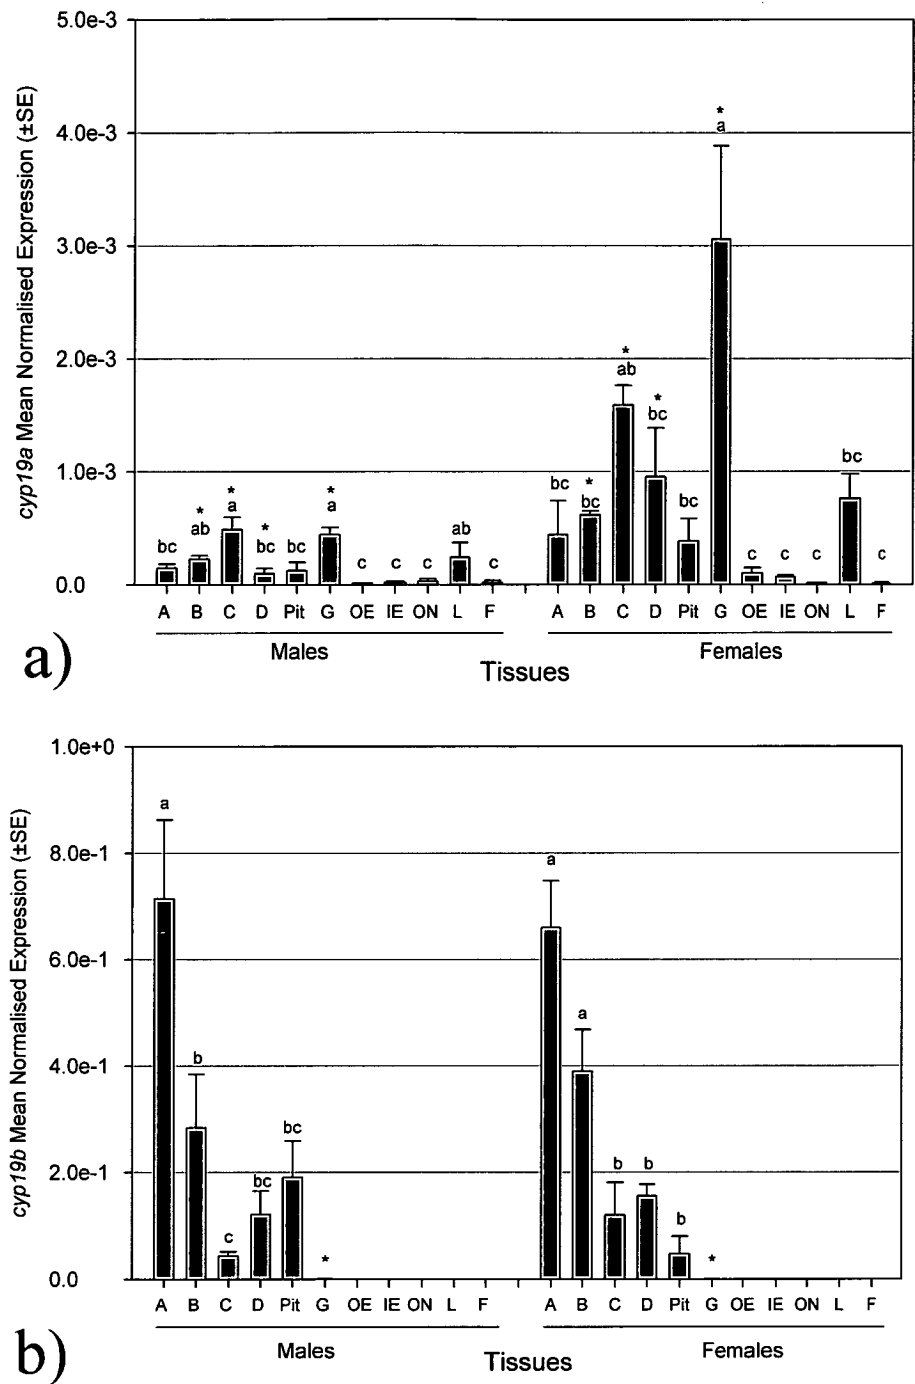 5.0e-3
4.0e-3
3.0e-3
2.0e-3
1.0e-3
0.0
cyp19a Mean Normalised Expression (±SE)
* a
* ab
* bc
bc * bc bc bc
* ab * a * bc bc * a ab c c c c c c c c
A B C D Pit G OE IE ON L F A B C D Pit G OE IE ON L F
Males Females
a) Tissues
1.0e+0
8.0e-1
6.0e-1
4.0e-1
2.0e-1
0.0
cyp19b Mean Normalised Expression (±SE)
a a
b a
bc bc b b
c b
* *
A B C D Pit G OE IE ON L F A B C D Pit G OE IE ON L F
Males Females
b) Tissues